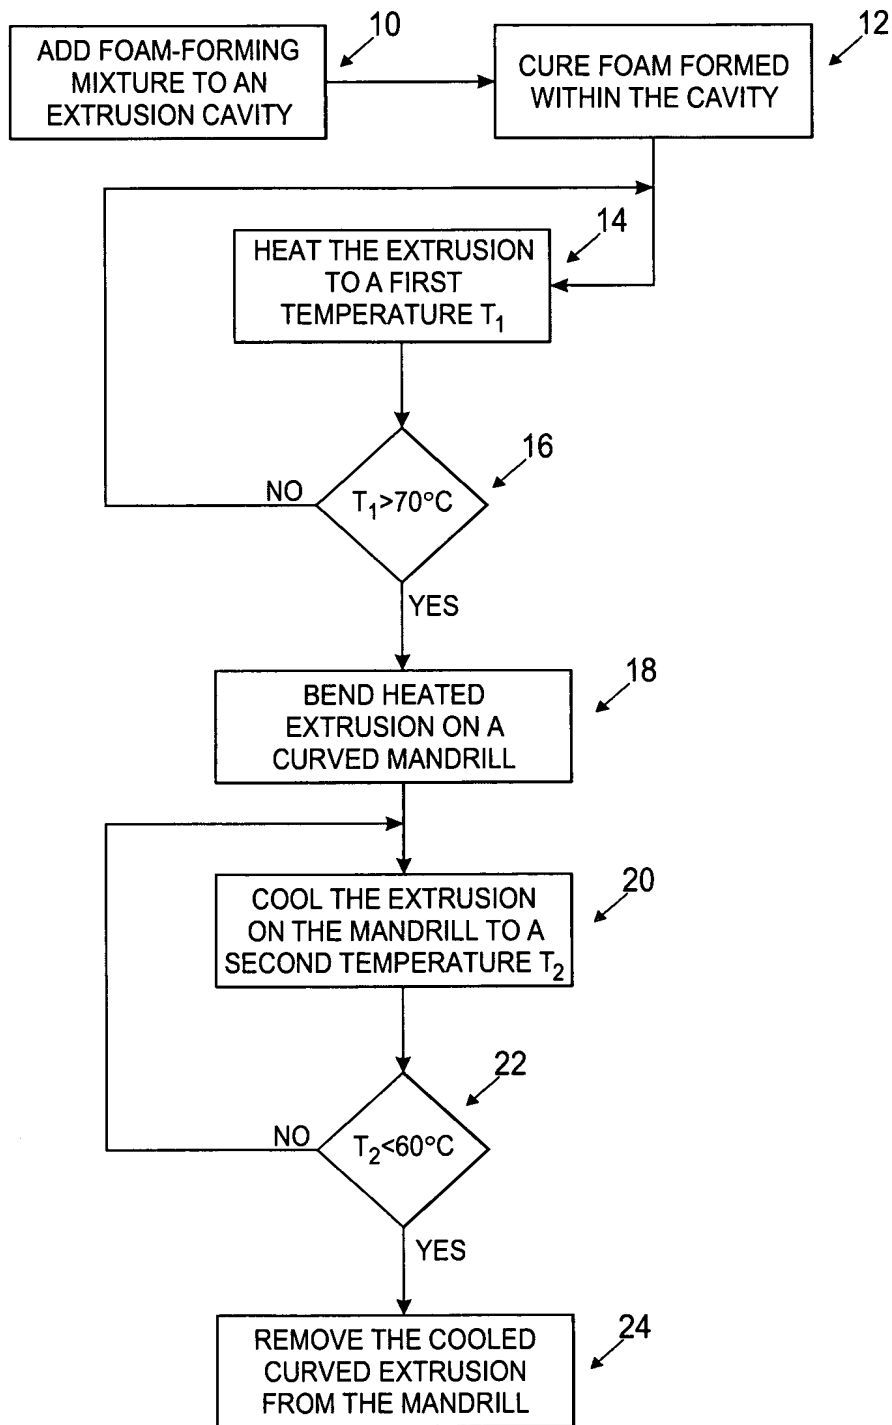 10
ADD FOAM-FORMING
MIXTURE TO AN
EXTRUSION CAVITY
12
CURE FOAM FORMED
WITHIN THE CAVITY
14
HEAT THE EXTRUSION
TO A FIRST
TEMPERATURE T₁
16
NO
T₁>70°C
YES
18
BEND HEATED
EXTRUSION ON A
CURVED MANDRILL
20
COOL THE EXTRUSION
ON THE MANDRILL TO A
SECOND TEMPERATURE T₂
22
NO
T₂<60°C
YES
24
REMOVE THE COOLED
CURVED EXTRUSION
FROM THE MANDRILL